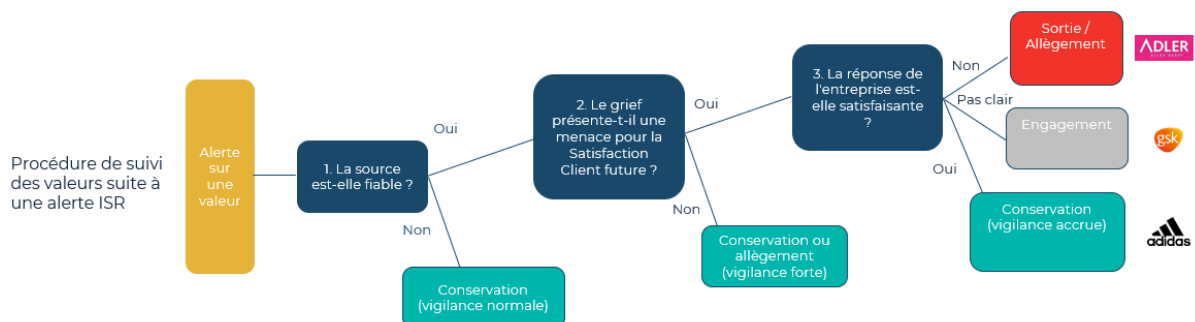 Procédure de suivi
des valeurs suite à
une alerte ISR
Alerte
sur
une
valeur
1. La source
est-elle fiable ?
Oui
Non
Conservation
(vigilance normale)
2. Le grief
présente-t-il une
menace pour la
Satisfaction
Client future ?
Oui
Non
Conservation ou
allègement
(vigilance forte)
3. La réponse de
l'entreprise est-
elle satisfaisante
?
Non
Pas clair
Oui
Sortie /
Allègement
ADLER
Engagement
gsk
Conservation
(vigilance accrue)
adidas